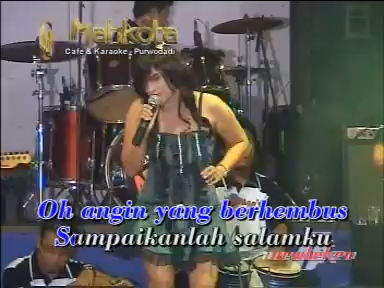 Mahkota
Cafe & Karaoke - Purwodadi
Oh angin yang berhembus
Sampaikanlah salamku